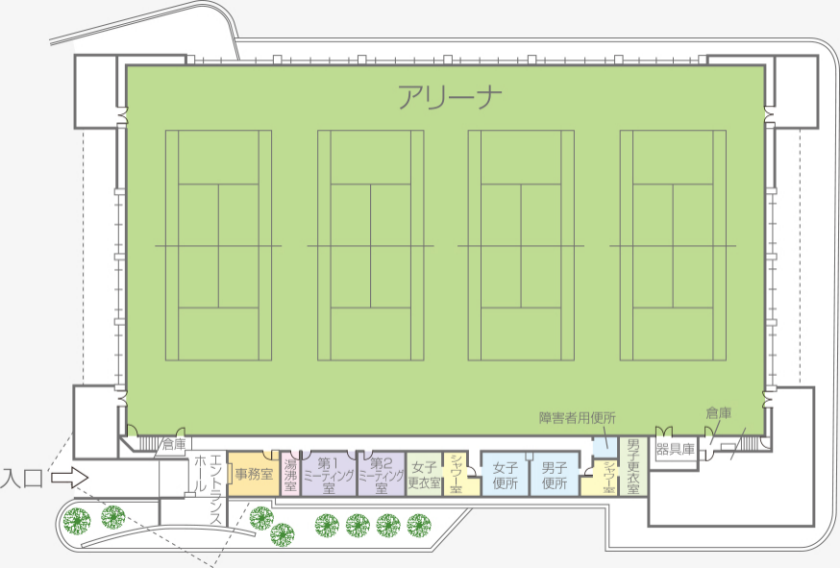 アリーナ
障害者用便所
倉庫
倉庫
器具庫
入口
エントランス
ホール
事務室
湯沸室
第1
ミーティング
室
第2
ミーティング
室
女子
更衣室
シャワー室
女子
便所
男子
便所
シャワー室
男子更衣室